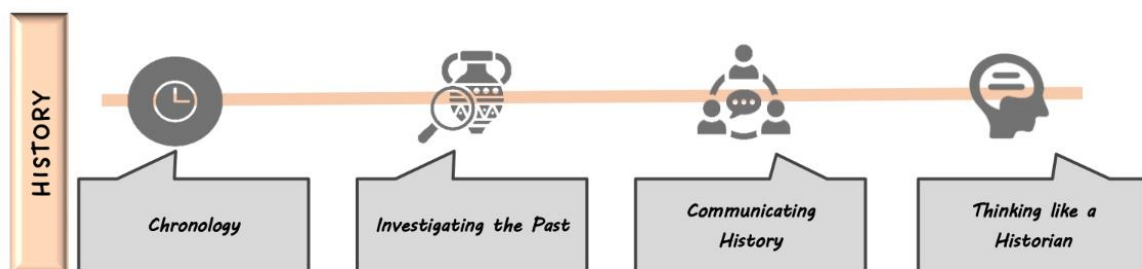 HISTORY
Chronology
Investigating the Past
Communicating
History
Thinking like a
Historian